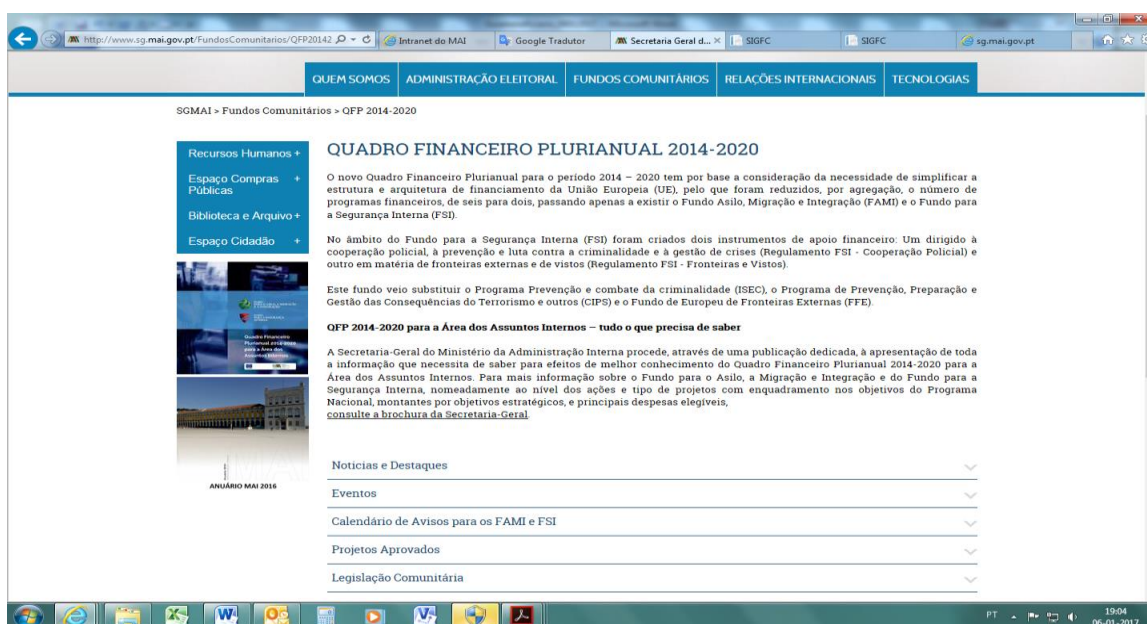 http://www.sg.mai.gov.pt/FundosComunitarios/QFP20142
Intranet do MAI
Google Tradutor
Secretaria Geral d...
SIGFC
SIGFC
sg.mai.gov.pt
QUEM SOMOS
ADMINISTRAÇÃO ELEITORAL
FUNDOS COMUNITÁRIOS
RELAÇÕES INTERNACIONAIS
TECNOLOGIAS
SGMAI > Fundos Comunitários > QFP 2014-2020
Recursos Humanos +
Espaço Compras +
Públicas
Biblioteca e Arquivo +
Espaço Cidadão +
Quadro Financeiro
Plurianual 2014-2020
para a Área dos
Assuntos Internos
ANUÁRIO MAI 2016
QUADRO FINANCEIRO PLURIANUAL 2014-2020
O novo Quadro Financeiro Plurianual para o período 2014 – 2020 tem por base a consideração da necessidade de simplificar a
estrutura e arquitetura de financiamento da União Europeia (UE), pelo que foram reduzidos, por agregação, o número de
programas financeiros, de seis para dois, passando apenas a existir o Fundo Asilo, Migração e Integração (FAMI) e o Fundo para
a Segurança Interna (FSI).
No âmbito do Fundo para a Segurança Interna (FSI) foram criados dois instrumentos de apoio financeiro: Um dirigido à
cooperação policial, à prevenção e luta contra a criminalidade e à gestão de crises (Regulamento FSI - Cooperação Policial) e
outro em matéria de fronteiras externas e de vistos (Regulamento FSI - Fronteiras e Vistos).
Este fundo veio substituir o Programa Prevenção e combate da criminalidade (ISEC), o Programa de Prevenção, Preparação e
Gestão das Consequências do Terrorismo e outros (CIPS) e o Fundo de Europeu de Fronteiras Externas (FFE).
QFP 2014-2020 para a Área dos Assuntos Internos – tudo o que precisa de saber
A Secretaria-Geral do Ministério da Administração Interna procede, através de uma publicação dedicada, à apresentação de toda
a informação que necessita de saber para efeitos de melhor conhecimento do Quadro Financeiro Plurianual 2014-2020 para a
Área dos Assuntos Internos. Para mais informação sobre o Fundo para o Asilo, a Migração e Integração e do Fundo para a
Segurança Interna, nomeadamente ao nível dos ações e tipo de projetos com enquadramento nos objetivos do Programa
Nacional, montantes por objetivos estratégicos, e principais despesas elegíveis,
consulte a brochura da Secretaria-Geral.
Noticias e Destaques
Eventos
Calendário de Avisos para os FAMI e FSI
Projetos Aprovados
Legislação Comunitária
PT
19:04
06-01-2017